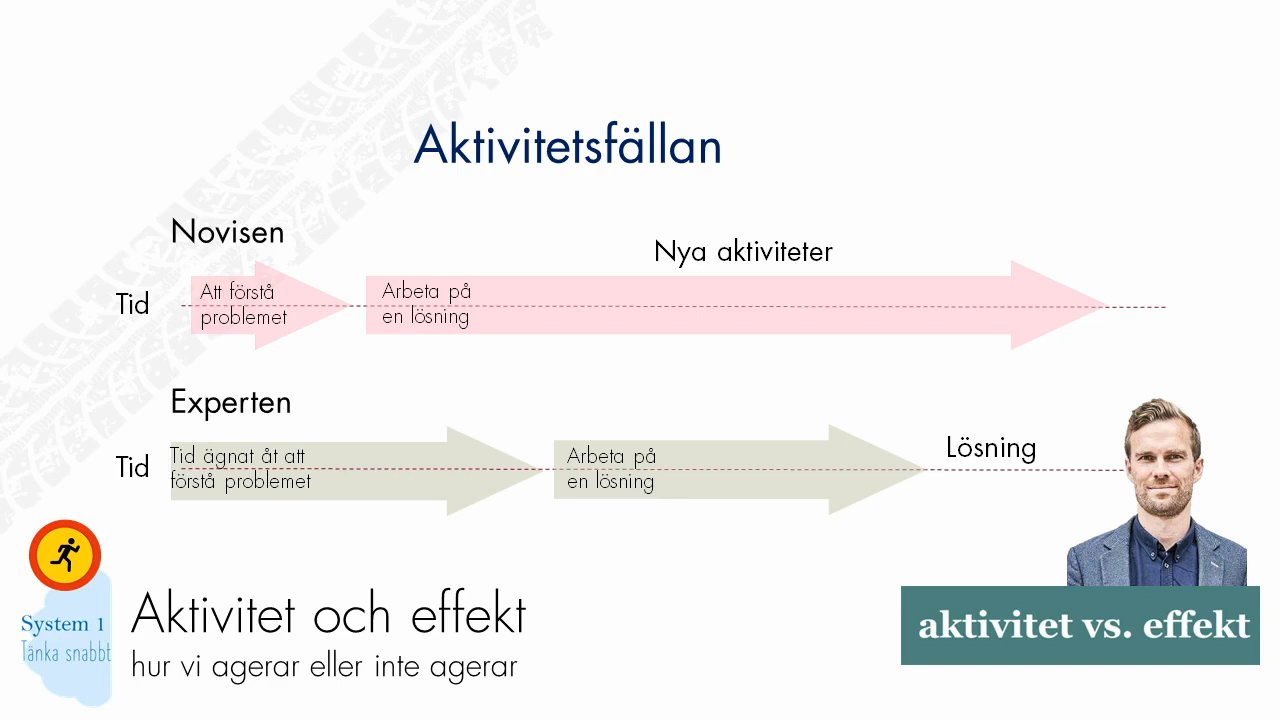 Aktivitetsfällan
Novisen
Nya aktiviteter
Tid
Att förstå
problemet
Arbeta på
en lösning
Experten
Tid
Tid ägnat åt att
förstå problemet
Arbeta på
en lösning
Lösning
System 1
Tänka snabbt
Aktivitet och effekt
hur vi agerar eller inte agerar
aktivitet vs. effekt